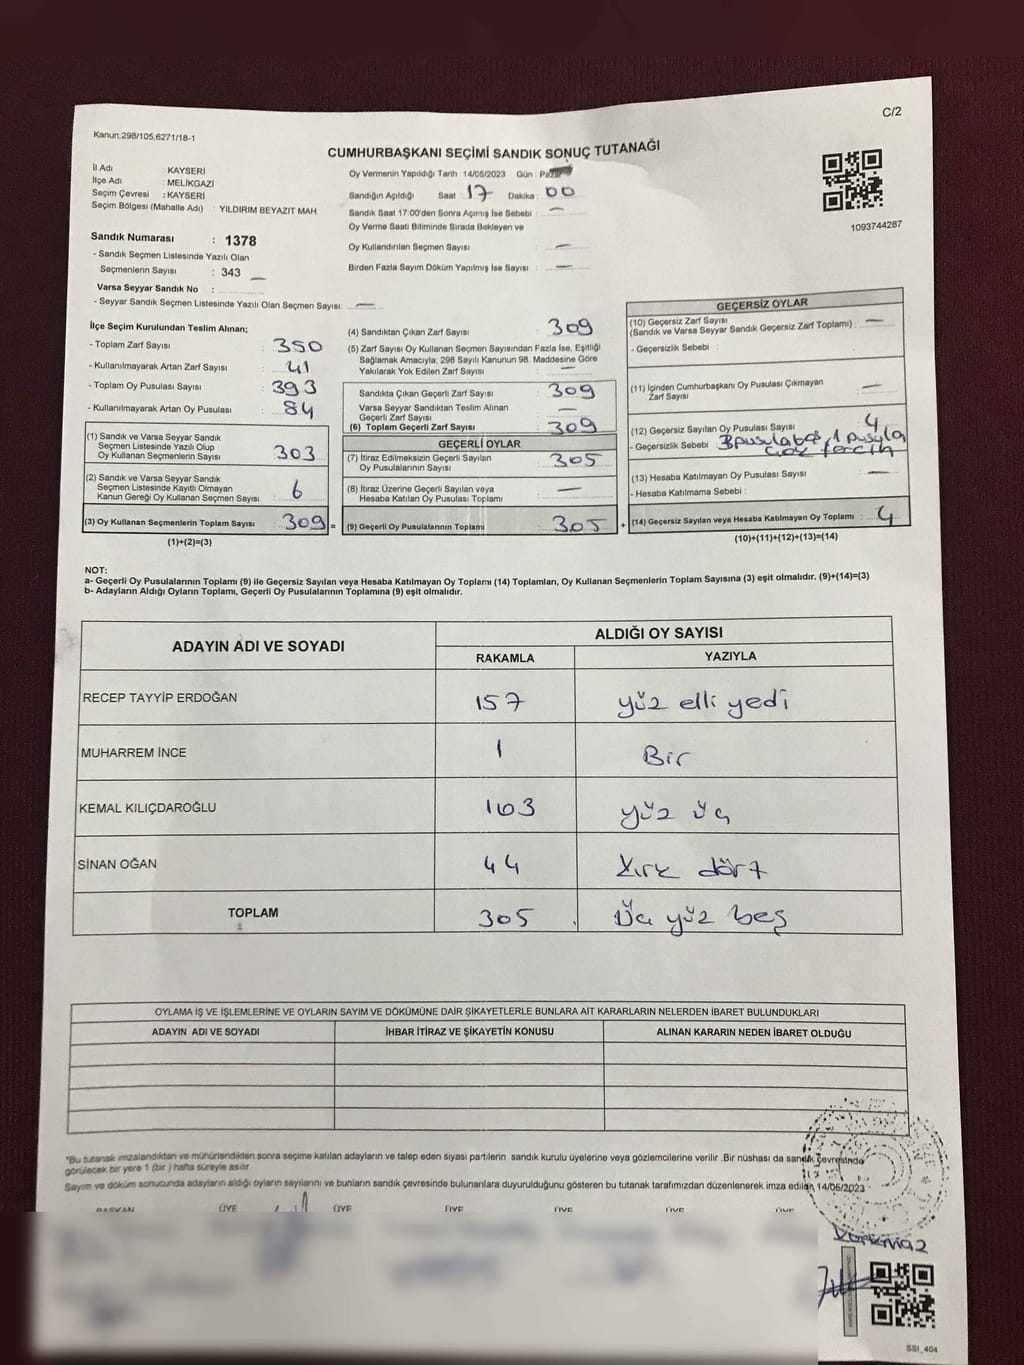 C/2
Kanun:298/105,6271/18-1
CUMHURBAŞKANI SEÇİMİ SANDIK SONUÇ TUTANAĞI
İl Adı : KAYSERİ
İlçe Adı : MELİKGAZİ
Seçim Çevresi : KAYSERİ
Seçim Bölgesi (Mahalle Adı) : YILDIRIM BEYAZIT MAH.
Oy Vermenin Yapıldığı Tarih :14/05/2023 Gün : Pazar
Sandığın Açıldığı Saat 17 Dakika : 00
Sandık Saat 17:00'den Sonra Açımış İse Sebebi : —
Oy Verme Saati Bitiminde Sırada Bekleyen ve
Oy Kullandırılan Seçmen Sayısı : —
Birden Fazla Sayım Döküm Yapılmış İse Sayısı : —
1093744287
Sandık Numarası : 1378
- Sandık Seçmen Listesinde Yazılı Olan
Seçmenlerin Sayısı : 343 —
Varsa Seyyar Sandık No :
- Seyyar Sandık Seçmen Listesinde Yazılı Olan Seçmen Sayısı: —
İlçe Seçim Kurulundan Teslim Alınan;
- Toplam Zarf Sayısı : 350
- Kullanılmayarak Artan Zarf Sayısı : 41
- Toplam Oy Pusulası Sayısı : 393
- Kullanılmayarak Artan Oy Pusulası : 84
(1) Sandık ve Varsa Seyyar Sandık
Seçmen Listesinde Yazılı Olup
Oy Kullanan Seçmenlerin Sayısı : 303
(2) Sandık ve Varsa Seyyar Sandık
Seçmen Listesinde Kayıtlı Olmayan
Kanun Gereği Oy Kullanan Seçmen Sayısı : 6
(3) Oy Kullanan Seçmenlerin Toplam Sayısı : 309 =
(1)+(2)=(3)
(4) Sandıktan Çıkan Zarf Sayısı : 309
(5) Zarf Sayısı Oy Kullanan Seçmen Sayısından Fazla İse, Eşitliği
Sağlamak Amacıyla; 298 Sayılı Kanunun 98. Maddesine Göre
Yakılarak Yok Edilen Zarf Sayısı : —
Sandıkta Çıkan Geçerli Zarf Sayısı : 309
Varsa Seyyar Sandıktan Teslim Alınan
Geçerli Zarf Sayısı : —
(6) Toplam Geçerli Zarf Sayısı : 309
GEÇERLİ OYLAR
(7) İtiraz Edilmeksizin Geçerli Sayılan
Oy Pusulalarının Sayısı : 305
(8) İtiraz Üzerine Geçerli Sayılan veya
Hesaba Katılan Oy Pusulası Toplamı : —
(9) Geçerli Oy Pusulalarının Toplamı : 305 +
GEÇERSİZ OYLAR
(10) Geçersiz Zarf Sayısı
(Sandık ve Varsa Seyyar Sandık Geçersiz Zarf Toplamı) : —
- Geçersizlik Sebebi :
(11) İçinden Cumhurbaşkanı Oy Pusulası Çıkmayan
Zarf Sayısı : —
(12) Geçersiz Sayılan Oy Pusulası Sayısı : 4
- Geçersizlik Sebebi : 3 pusula boş, 1 pusula
çok tercih
(13) Hesaba Katılmayan Oy Pusulası Sayısı : —
- Hesaba Katılmama Sebebi :
(14) Geçersiz Sayılan veya Hesaba Katılmayan Oy Toplamı : 4
(10)+(11)+(12)+(13)=(14)
NOT:
a- Geçerli Oy Pusulalarının Toplamı (9) ile Geçersiz Sayılan veya Hesaba Katılmayan Oy Toplamı (14) Toplamları, Oy Kullanan Seçmenlerin Toplam Sayısına (3) eşit olmalıdır. (9)+(14)=(3)
b- Adayların Aldığı Oyların Toplamı, Geçerli Oy Pusulalarının Toplamına (9) eşit olmalıdır.
ADAYIN ADI VE SOYADI
ALDIĞI OY SAYISI
RAKAMLA YAZIYLA
RECEP TAYYİP ERDOĞAN 157 yüz elli yedi
MUHARREM İNCE 1 Bir
KEMAL KILIÇDAROĞLU 103 yüz üç
SİNAN OĞAN 44 kırk dört
TOPLAM 305 Üç yüz beş
OYLAMA İŞ VE İŞLEMLERİNE VE OYLARIN SAYIM VE DÖKÜMÜNE DAİR ŞİKAYETLERLE BUNLARA AİT KARARLARIN NELERDEN İBARET BULUNDUKLARI
ADAYIN ADI VE SOYADI İHBAR İTİRAZ VE ŞİKAYETİN KONUSU ALINAN KARARIN NEDEN İBARET OLDUĞU
*Bu tutanak imzalandıktan ve mühürlendikten sonra seçime katılan adayların ve talep eden siyasi partilerin sandık kurulu üyelerine veya gözlemcilerine verilir .Bir nüshası da sandık çevresinde
görülecek bir yere 1 (bir ) hafta süreyle asılır.
Sayım ve döküm sonucunda adayların aldığı oyların sayılarını ve bunların sandık çevresinde bulunanlara duyurulduğunu gösteren bu tutanak tarafımızdan düzenlenerek imza edildi. 14/05/2023
BAŞKAN ÜYE ÜYE ÜYE ÜYE ÜYE ÜYE
Korkmaz
SSI_404